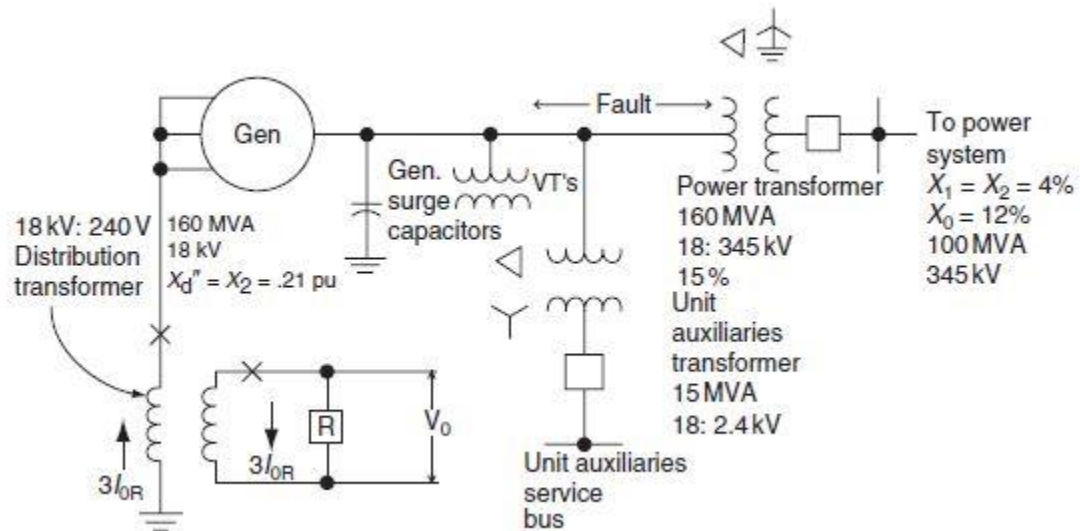 Fault
Gen
Gen.
surge
capacitors
VT's
Power transformer
160 MVA
18: 345 kV
15%
To power
system
X₁ = X₂ = 4%
X₀ = 12%
100 MVA
345 kV
18 kV: 240 V
Distribution
transformer
160 MVA
18 kV
Xd″ = X₂ = .21 pu
Unit
auxiliaries
transformer
15 MVA
18: 2.4 kV
R
V₀
3I₀R
3I₀R
Unit auxiliaries
service
bus